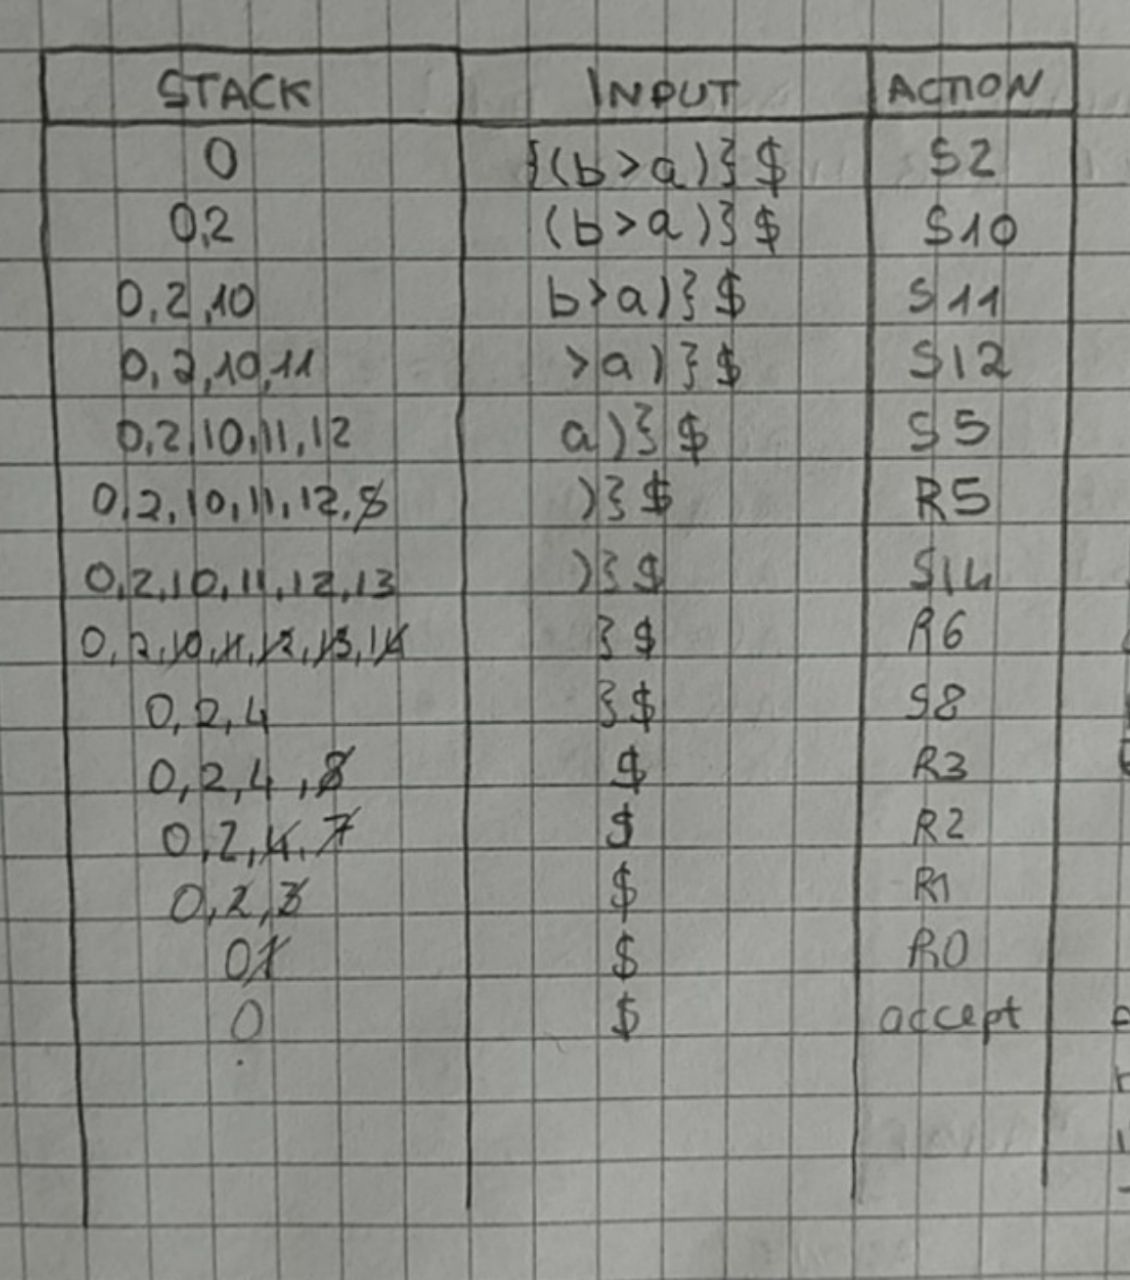 STACK INPUT ACTION
0 {(b>a)}$ S2
0,2 (b>a)}$ S10
0,2,10 b>a)}$ S11
0,2,10,11 >a)}$ S12
0,2,10,11,12 a)}$ S5
0,2,10,11,12,5 )}$ R5
0,2,10,11,12,13 )}$ S14
0,2,10,11,12,13,14 }$ R6
0,2,4 }$ S8
0,2,4,8 $ R3
0,2,4,7 $ R2
0,2,3 $ R1
01 $ R0
0 $ accept